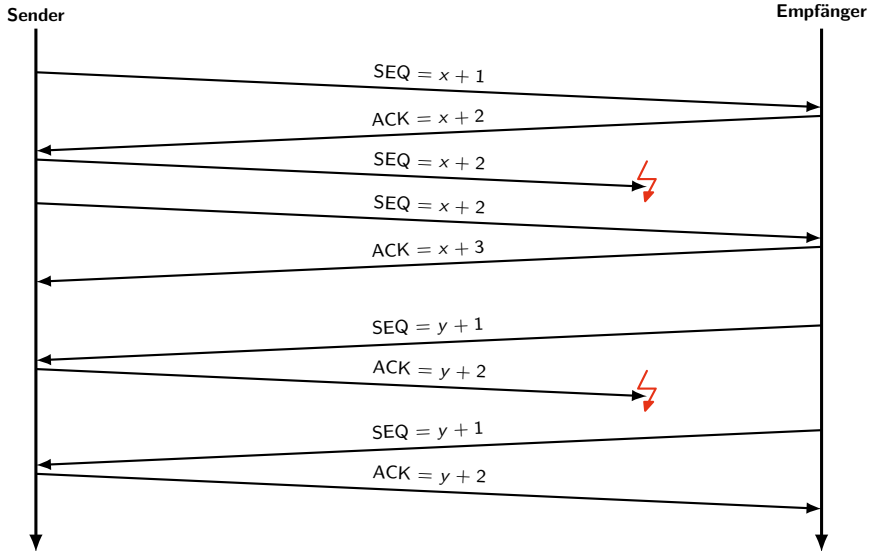 Sender
Empfänger
SEQ = x + 1
ACK = x + 2
SEQ = x + 2
SEQ = x + 2
ACK = x + 3
SEQ = y + 1
ACK = y + 2
SEQ = y + 1
ACK = y + 2